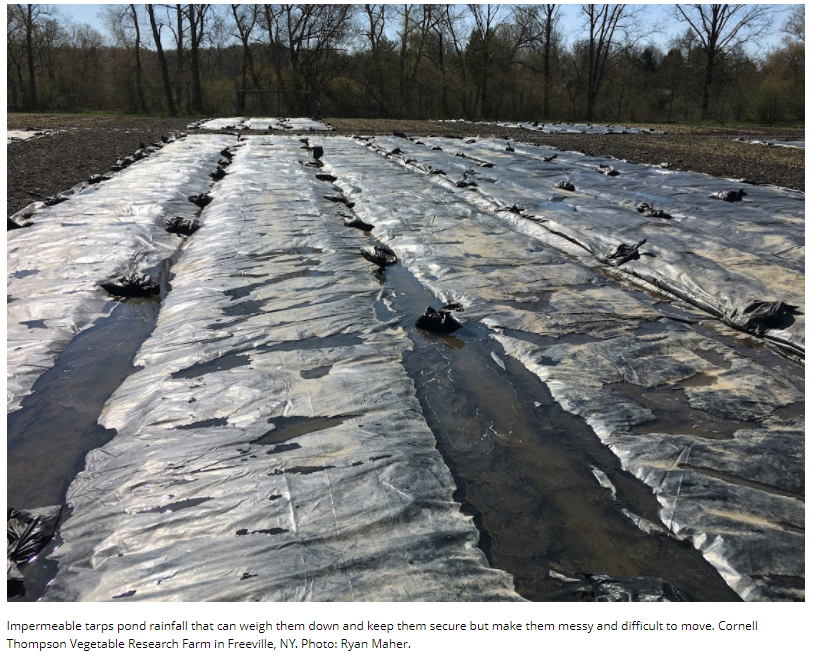 Impermeable tarps pond rainfall that can weigh them down and keep them secure but make them messy and difficult to move. Cornell
Thompson Vegetable Research Farm in Freeville, NY. Photo: Ryan Maher.